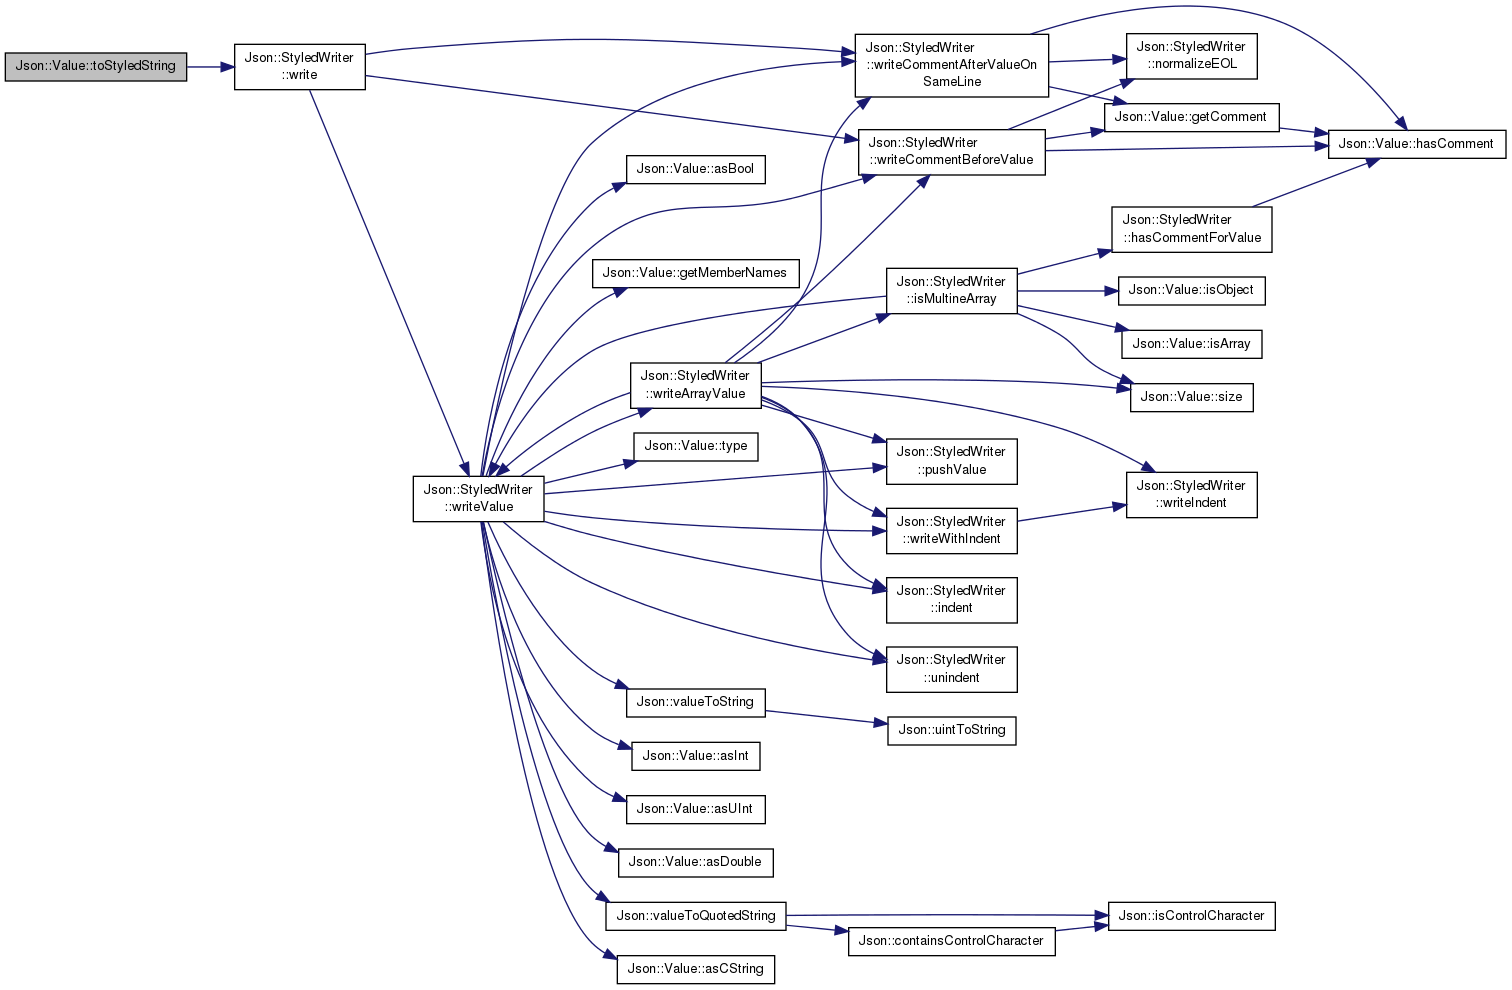 Json::Value::toStyledString
Json::StyledWriter
::write
Json::StyledWriter
::writeValue
Json::Value::asBool
Json::Value::getMemberNames
Json::StyledWriter
::writeArrayValue
Json::Value::type
Json::valueToString
Json::Value::asInt
Json::Value::asUInt
Json::Value::asDouble
Json::valueToQuotedString
Json::Value::asCString
Json::StyledWriter
::writeCommentAfterValueOn
SameLine
Json::StyledWriter
::writeCommentBeforeValue
Json::StyledWriter
::isMultineArray
Json::StyledWriter
::pushValue
Json::StyledWriter
::writeWithIndent
Json::StyledWriter
::indent
Json::StyledWriter
::unindent
Json::uintToString
Json::containsControlCharacter
Json::StyledWriter
::normalizeEOL
Json::Value::getComment
Json::StyledWriter
::hasCommentForValue
Json::Value::isObject
Json::Value::isArray
Json::Value::size
Json::StyledWriter
::writeIndent
Json::isControlCharacter
Json::Value::hasComment